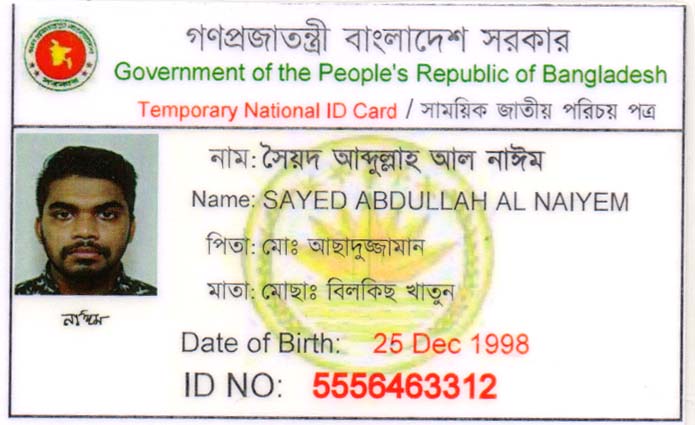 গণপ্রজাতন্ত্রী বাংলাদেশ সরকার
Government of the People's Republic of Bangladesh
Temporary National ID Card / সাময়িক জাতীয় পরিচয় পত্র
নাম: সৈয়দ আব্দুল্লাহ আল নাঈম
Name: SAYED ABDULLAH AL NAIYEM
পিতা: মোঃ আছাদুজ্জামান
মাতা: মোছাঃ বিলকিছ খাতুন
নাঈম
Date of Birth: 25 Dec 1998
ID NO: 5556463312